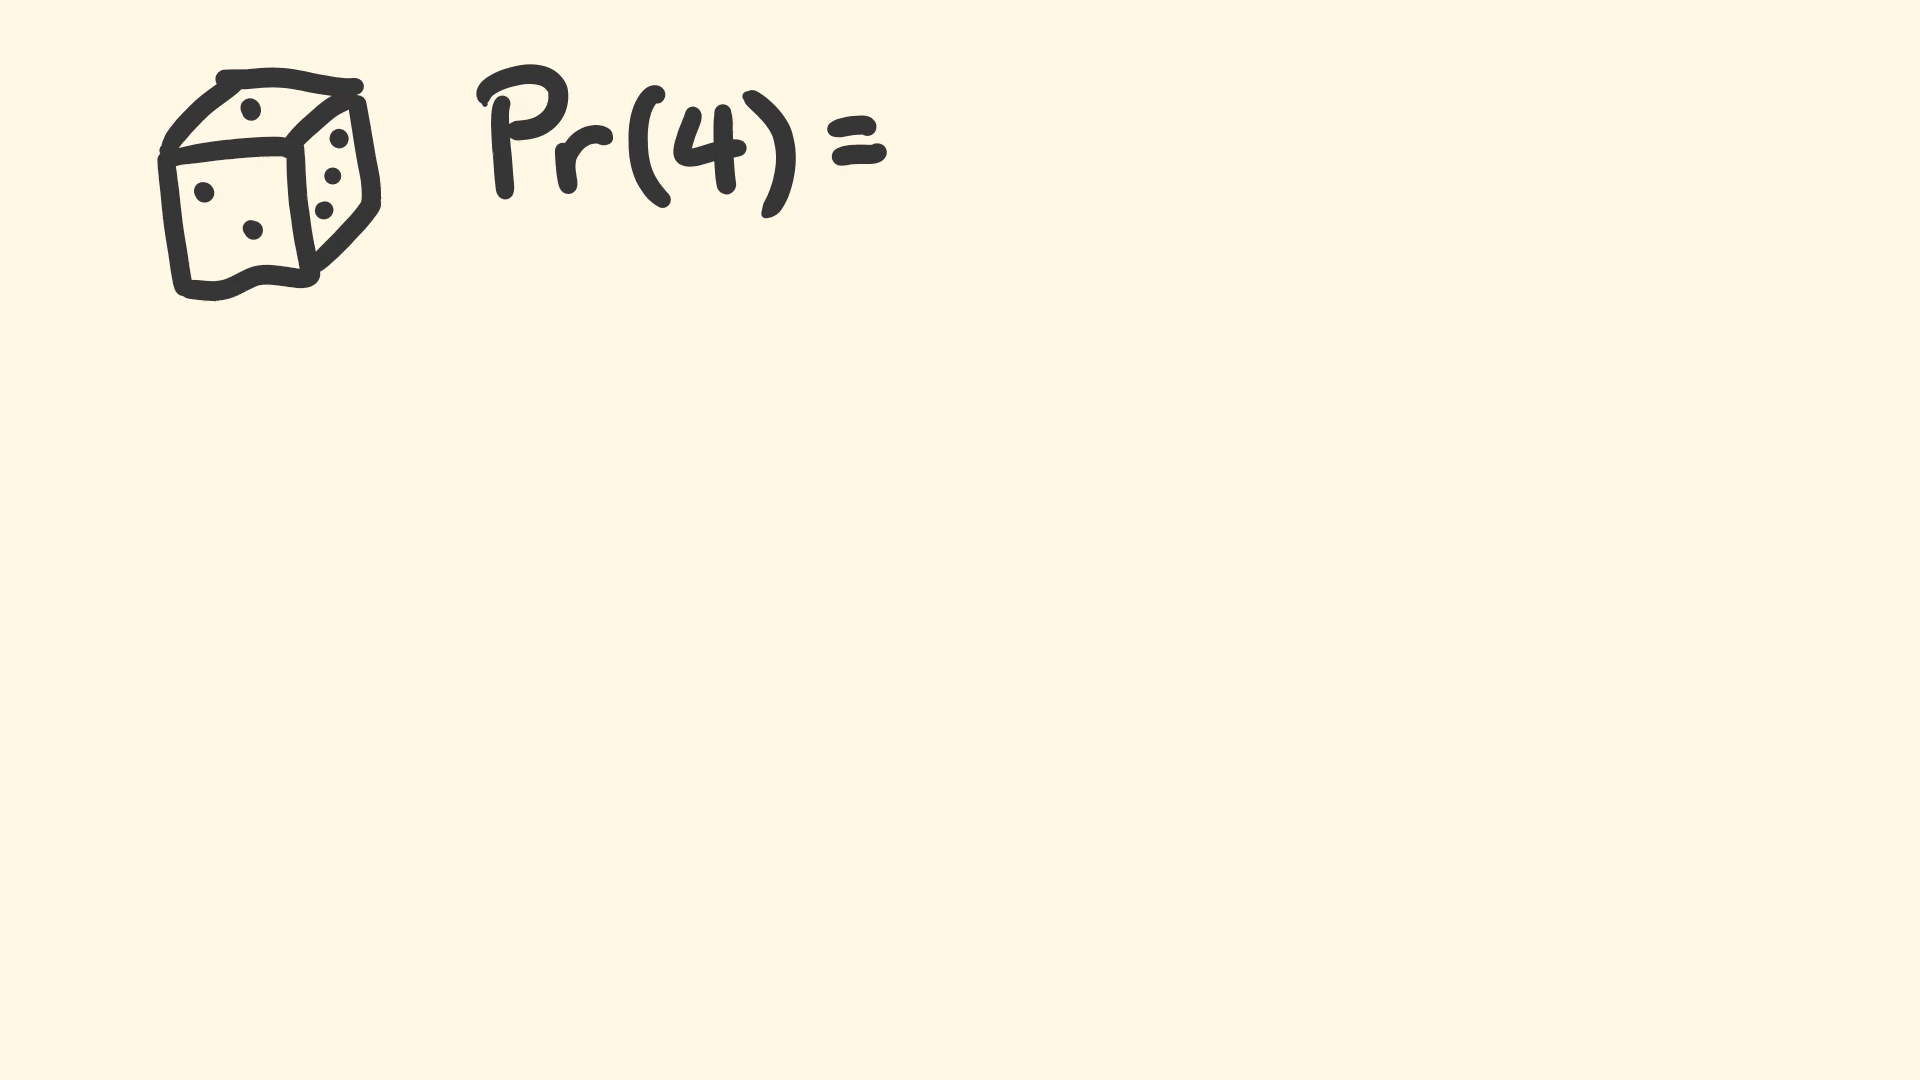 Pr(4) =